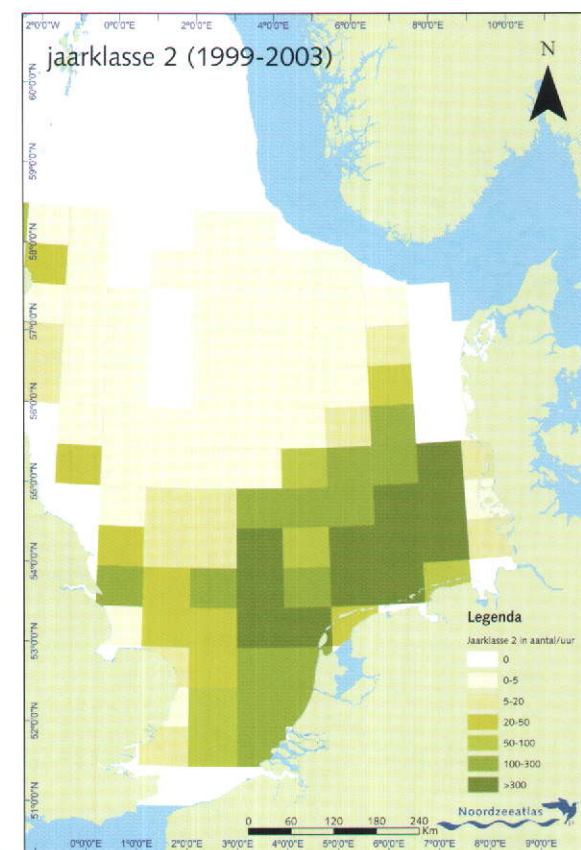 2°0'0"W 0°0'0"E 2°0'0"E 4°0'0"E 6°0'0"E 8°0'0"E 10°0'0"E
jaarklasse 2 (1999-2003)
N
60°0'0"N
59°0'0"N
58°0'0"N
57°0'0"N
56°0'0"N
55°0'0"N
54°0'0"N
53°0'0"N
52°0'0"N
51°0'0"N
Legenda
Jaarklasse 2 in aantal/uur
0
0-5
5-20
20-50
50-100
100-300
>300
Noordzeeatlas
0 60 120 180 240
Km
0°0'0"E 1°0'0"E 2°0'0"E 3°0'0"E 4°0'0"E 5°0'0"E 6°0'0"E 7°0'0"E 8°0'0"E 9°0'0"E